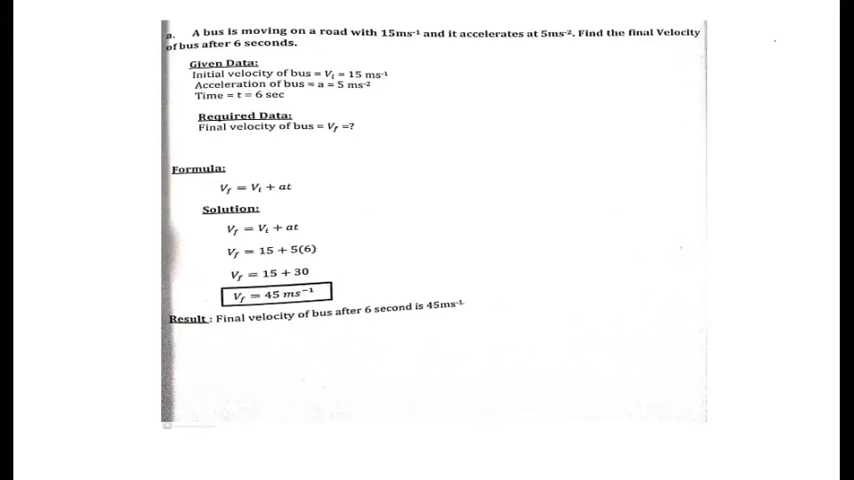 a. A bus is moving on a road with 15ms⁻¹ and it accelerates at 5ms⁻². Find the final Velocity
of bus after 6 seconds.
Given Data:
Initial velocity of bus = Vᵢ = 15 ms⁻¹
Acceleration of bus = a = 5 ms⁻²
Time = t = 6 sec
Required Data:
Final velocity of bus = V_f =?
Formula:
V_f = Vᵢ + at
Solution:
V_f = Vᵢ + at
V_f = 15 + 5(6)
V_f = 15 + 30
V_f = 45 ms⁻¹
Result : Final velocity of bus after 6 second is 45ms⁻¹.